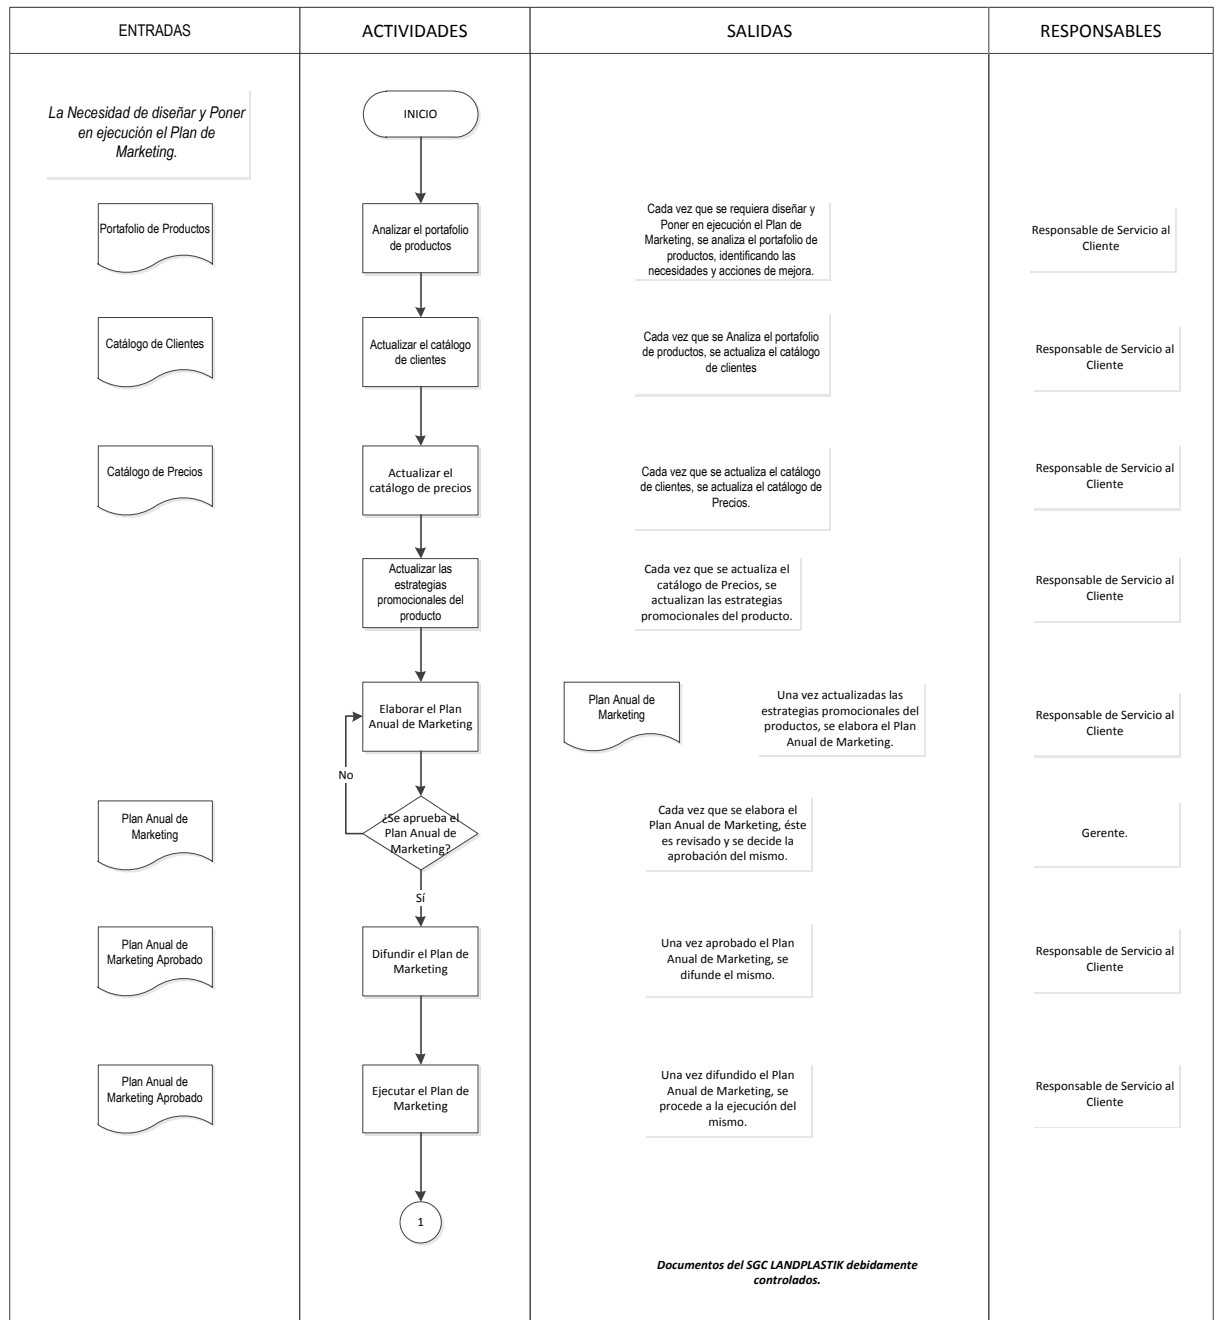 ENTRADAS
ACTIVIDADES
SALIDAS
RESPONSABLES
La Necesidad de diseñar y Poner
en ejecución el Plan de
Marketing.
INICIO
Portafolio de Productos
Analizar el portafolio
de productos
Cada vez que se requiera diseñar y
Poner en ejecución el Plan de
Marketing, se analiza el portafolio de
productos, identificando las
necesidades y acciones de mejora.
Responsable de Servicio al
Cliente
Catálogo de Clientes
Actualizar el catálogo
de clientes
Cada vez que se Analiza el portafolio
de productos, se actualiza el catálogo
de clientes
Responsable de Servicio al
Cliente
Catálogo de Precios
Actualizar el
catálogo de precios
Cada vez que se actualiza el catálogo
de clientes, se actualiza el catálogo de
Precios.
Responsable de Servicio al
Cliente
Actualizar las
estrategias
promocionales del
producto
Cada vez que se actualiza el
catálogo de Precios, se
actualizan las estrategias
promocionales del producto.
Responsable de Servicio al
Cliente
Elaborar el Plan
Anual de Marketing
Plan Anual de
Marketing
Una vez actualizadas las
estrategias promocionales del
productos, se elabora el Plan
Anual de Marketing.
Responsable de Servicio al
Cliente
No
Plan Anual de
Marketing
¿Se aprueba el
Plan Anual de
Marketing?
Cada vez que se elabora el
Plan Anual de Marketing, éste
es revisado y se decide la
aprobación del mismo.
Gerente.
Sí
Plan Anual de
Marketing Aprobado
Difundir el Plan de
Marketing
Una vez aprobado el Plan
Anual de Marketing, se
difunde el mismo.
Responsable de Servicio al
Cliente
Plan Anual de
Marketing Aprobado
Ejecutar el Plan de
Marketing
Una vez difundido el Plan
Anual de Marketing, se
procede a la ejecución del
mismo.
Responsable de Servicio al
Cliente
1
Documentos del SGC LANDPLASTIK debidamente
controlados.